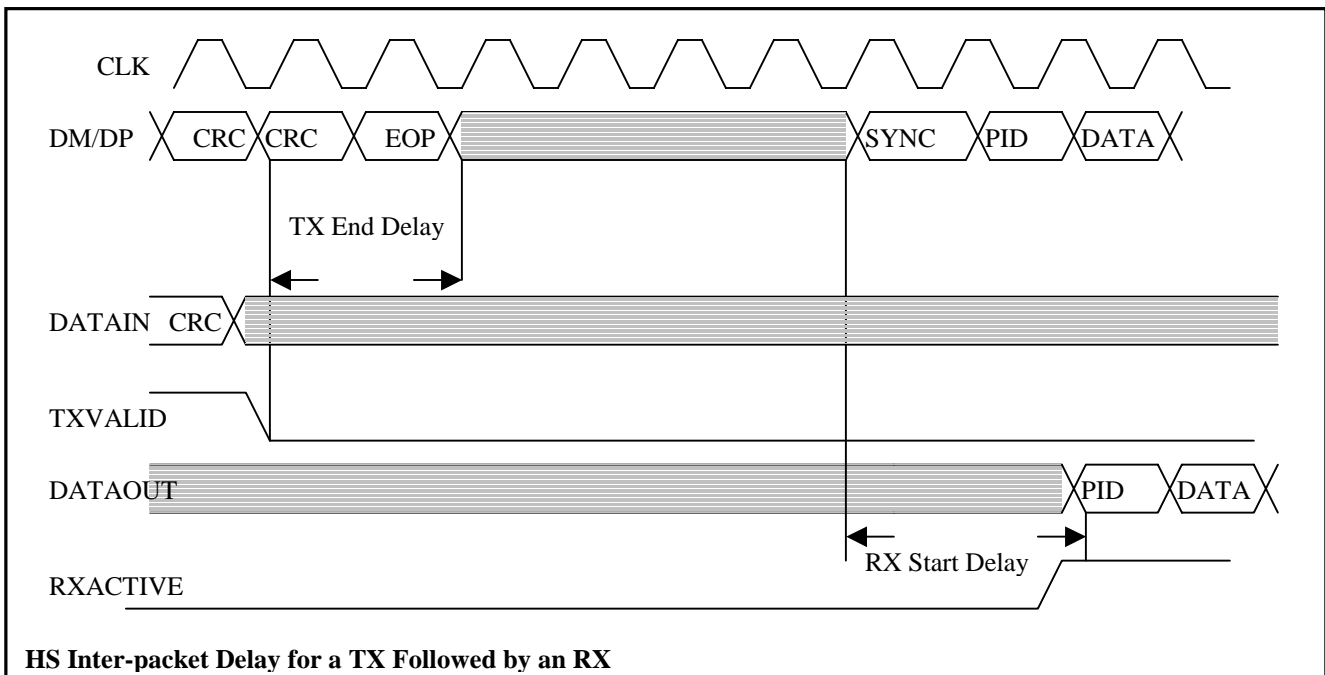 CLK
DM/DP CRC CRC EOP SYNC PID DATA
TX End Delay
DATAIN CRC
TXVALID
DATAOUT PID DATA
RX Start Delay
RXACTIVE
HS Inter-packet Delay for a TX Followed by an RX